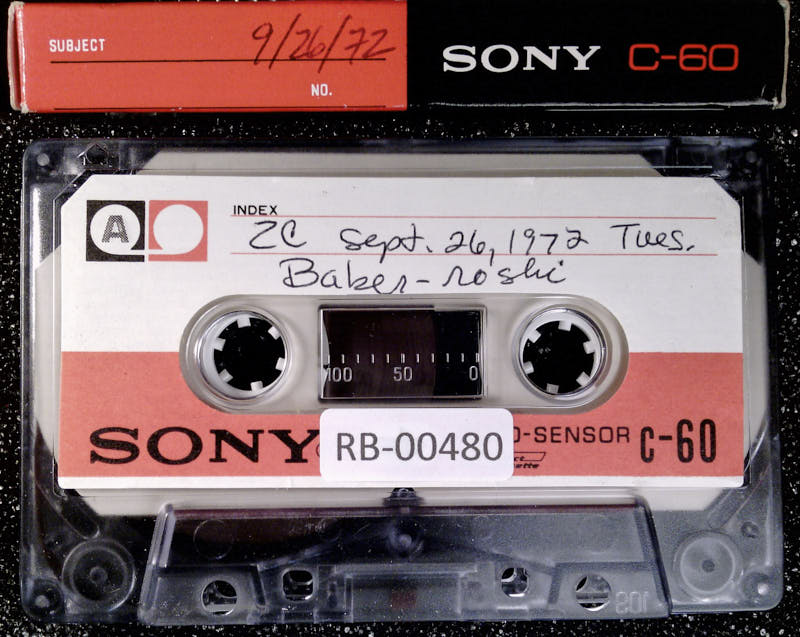 SUBJECT 9/26/72
NO.
SONY C-60
A
INDEX
ZC Sept. 26, 1972 Tues.
Baker-roshi
100 50 0
SONY
RB-00480
O-SENSOR C-60